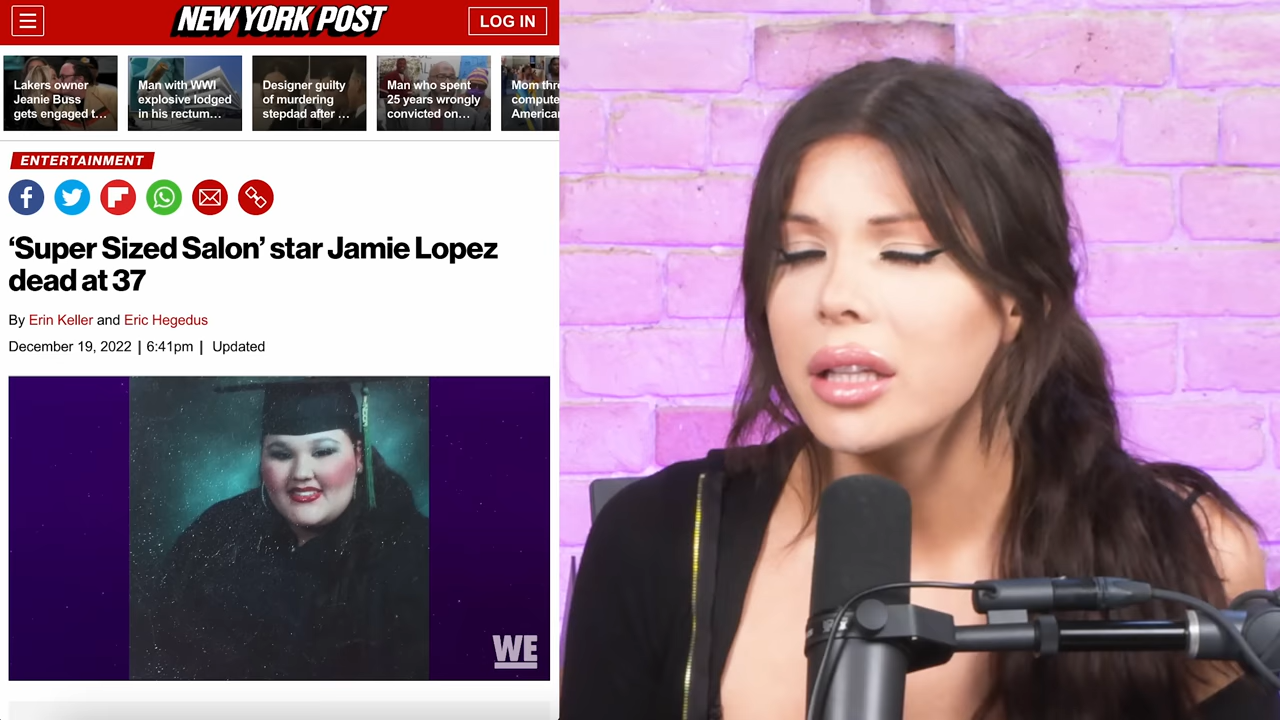 NEW YORK POST
LOG IN
Lakers owner
Jeanie Buss
gets engaged t...
Man with WWI
explosive lodged
in his rectum...
Designer guilty
of murdering
stepdad after ...
Man who spent
25 years wrongly
convicted on...
Mom thr
compute
American
ENTERTAINMENT
‘Super Sized Salon’ star Jamie Lopez
dead at 37
By Erin Keller and Eric Hegedus
December 19, 2022 | 6:41pm | Updated
WE